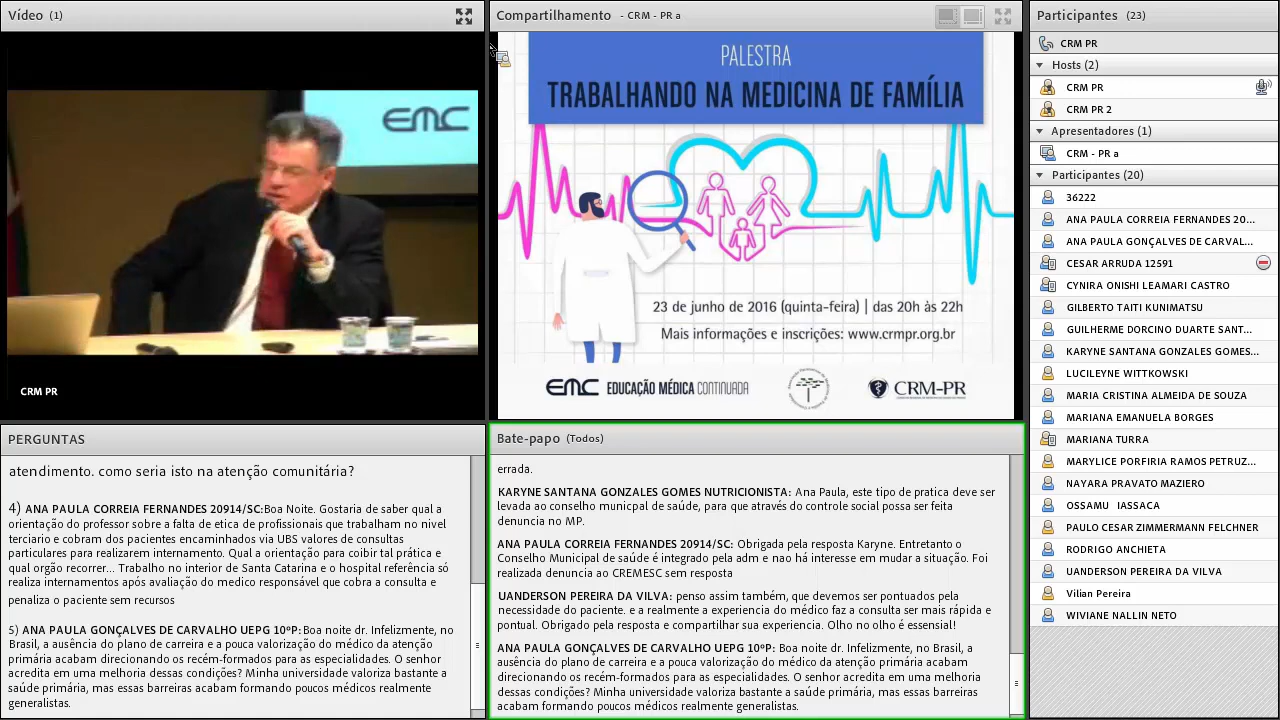 Vídeo (1)
EMC
CRM PR
Compartilhamento - CRM - PR a
PALESTRA
TRABALHANDO NA MEDICINA DE FAMÍLIA
23 de junho de 2016 (quinta-feira) | das 20h às 22h
Mais informações e inscrições: www.crmpr.org.br
EMC EDUCAÇÃO MÉDICA CONTINUADA
CRM-PR
PERGUNTAS
atendimento. como seria isto na atenção comunitária?
4) ANA PAULA CORREIA FERNANDES 20914/SC:Boa Noite. Gostaria de saber qual a
orientação do professor sobre a falta de etica de profissionais que trabalham no nivel
terciario e cobram dos pacientes encaminhados via UBS valores de consultas
particulares para realizarem internamento. Qual a orientação para coibir tal prática e
qual orgão recorrer... Trabalho no interior de Santa Catarina e o hospital referência só
realiza internamentos após avaliação do medico responsável que cobra a consulta e
penaliza o paciente sem recursos
5) ANA PAULA GONÇALVES DE CARVALHO UEPG 10ºP:Boa noite dr. Infelizmente, no
Brasil, a ausência do plano de carreira e a pouca valorização do médico da atenção
primária acabam direcionando os recém-formados para as especialidades. O senhor
acredita em uma melhoria dessas condições? Minha universidade valoriza bastante a
saúde primária, mas essas barreiras acabam formando poucos médicos realmente
generalistas.
Bate-papo (Todos)
errada.
KARYNE SANTANA GONZALES GOMES NUTRICIONISTA: Ana Paula, este tipo de pratica deve ser
levada ao conselho municpal de saúde, para que através do controle social possa ser feita
denuncia no MP.
ANA PAULA CORREIA FERNANDES 20914/SC: Obrigada pela resposta Karyne. Entretanto o
Conselho Municipal de saúde é integrado pela adm e nao há interesse em mudar a situação. Foi
realizada denuncia ao CREMESC sem resposta
UANDERSON PEREIRA DA VILVA: penso assim também, que devemos ser pontuados pela
necessidade do paciente. e a realmente a experiencia do médico faz a consulta ser mais rápida e
pontual. Obrigado pela resposta e compartilhar sua experiencia. Olho no olho é essensial!
ANA PAULA GONÇALVES DE CARVALHO UEPG 10ºP: Boa noite dr. Infelizmente, no Brasil, a
ausência do plano de carreira e a pouca valorização do médico da atenção primária acabam
direcionando os recém-formados para as especialidades. O senhor acredita em uma melhoria
dessas condições? Minha universidade valoriza bastante a saúde primária, mas essas barreiras
acabam formando poucos médicos realmente generalistas.
Participantes (23)
CRM PR
Hosts (2)
CRM PR
CRM PR 2
Apresentadores (1)
CRM - PR a
Participantes (20)
36222
ANA PAULA CORREIA FERNANDES 20...
ANA PAULA GONÇALVES DE CARVAL...
CESAR ARRUDA 12591
CYNIRA ONISHI LEAMARI CASTRO
GILBERTO TAITI KUNIMATSU
GUILHERME PORCINO DUARTE SANT...
KARYNE SANTANA GONZALES GOMES...
LUCILEYNE WITTKOWSKI
MARIA CRISTINA ALMEIDA DE SOUZA
MARIANA EMANUELA BORGES
MARIANA TURRA
MARYLICE PORFIRIA RAMOS PETRUZ...
NAYARA PRAVATO MAZIERO
OSSAMU IASSACA
PAULO CESAR ZIMMERMANN FELCHNER
RODRIGO ANCHIETA
UANDERSON PEREIRA DA VILVA
Vilian Pereira
WIVIANE NALLIN NETO